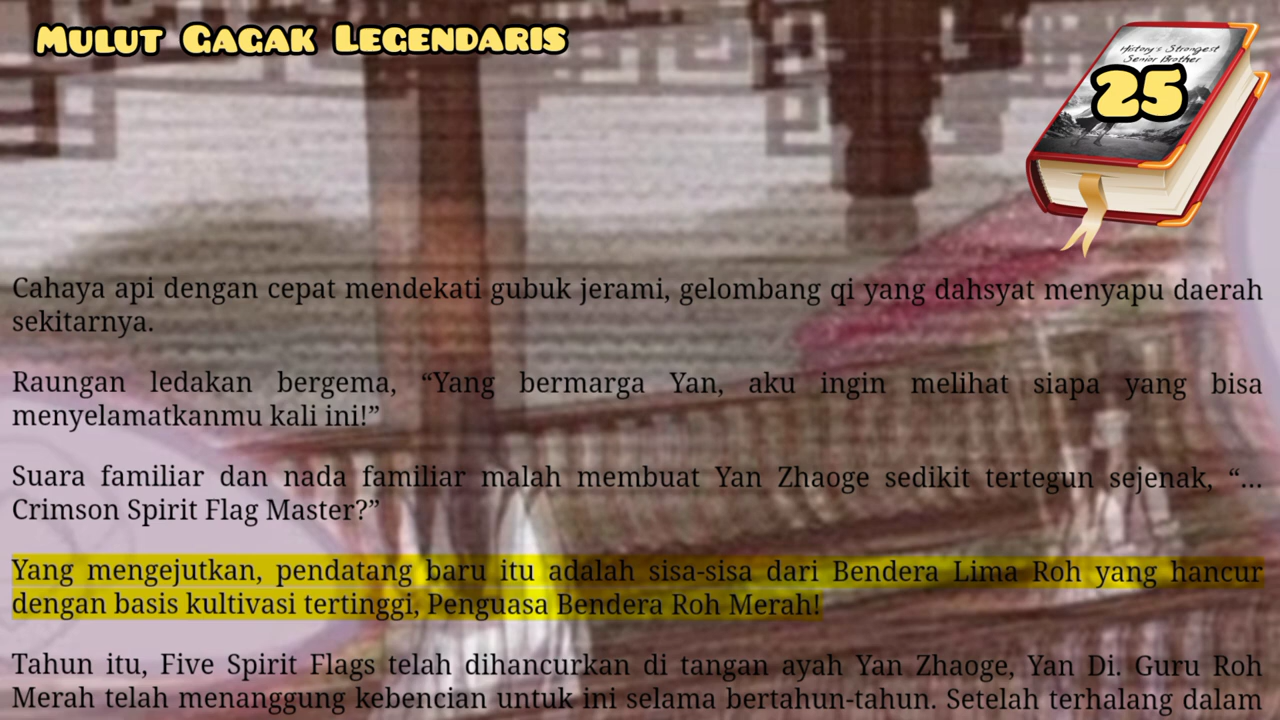 Mulut Gagak Legendaris
History's Strongest
Senior Brother
25
Cahaya api dengan cepat mendekati gubuk jerami, gelombang qi yang dahsyat menyapu daerah
sekitarnya.
Raungan ledakan bergema, “Yang bermarga Yan, aku ingin melihat siapa yang bisa
menyelamatkanmu kali ini!”
Suara familiar dan nada familiar malah membuat Yan Zhaoge sedikit tertegun sejenak, “...
Crimson Spirit Flag Master?”
Yang mengejutkan, pendatang baru itu adalah sisa-sisa dari Bendera Lima Roh yang hancur
dengan basis kultivasi tertinggi, Penguasa Bendera Roh Merah!
Tahun itu, Five Spirit Flags telah dihancurkan di tangan ayah Yan Zhaoge, Yan Di. Guru Roh
Merah telah menanggung kebencian untuk ini selama bertahun-tahun. Setelah terhalang dalam